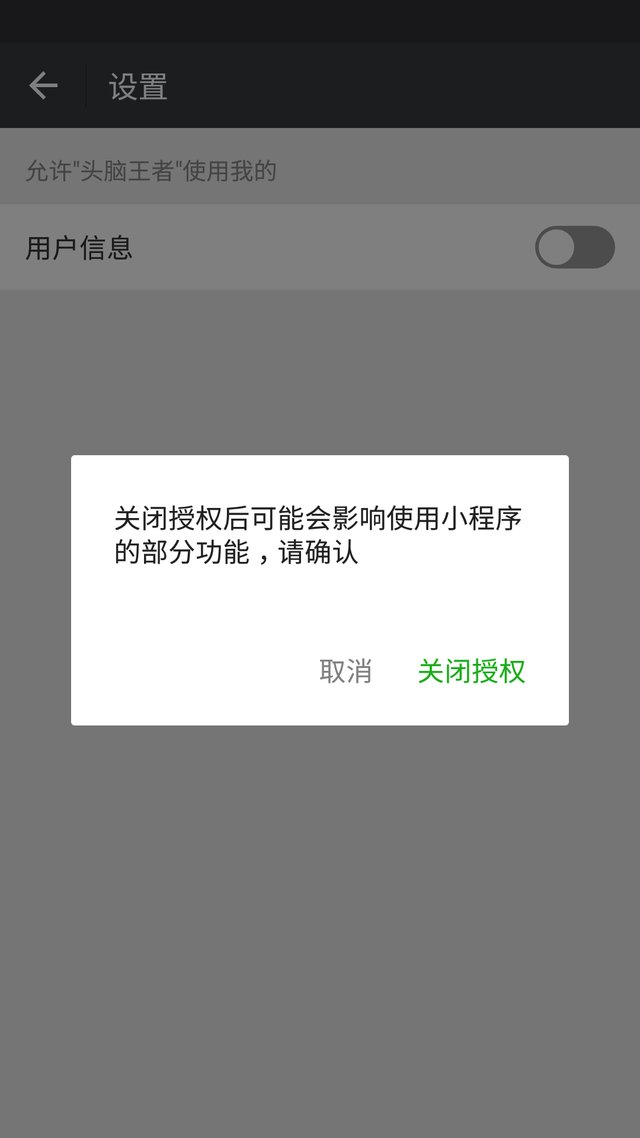 设置
允许"头脑王者"使用我的
用户信息
关闭授权后可能会影响使用小程序
的部分功能，请确认
取消
关闭授权